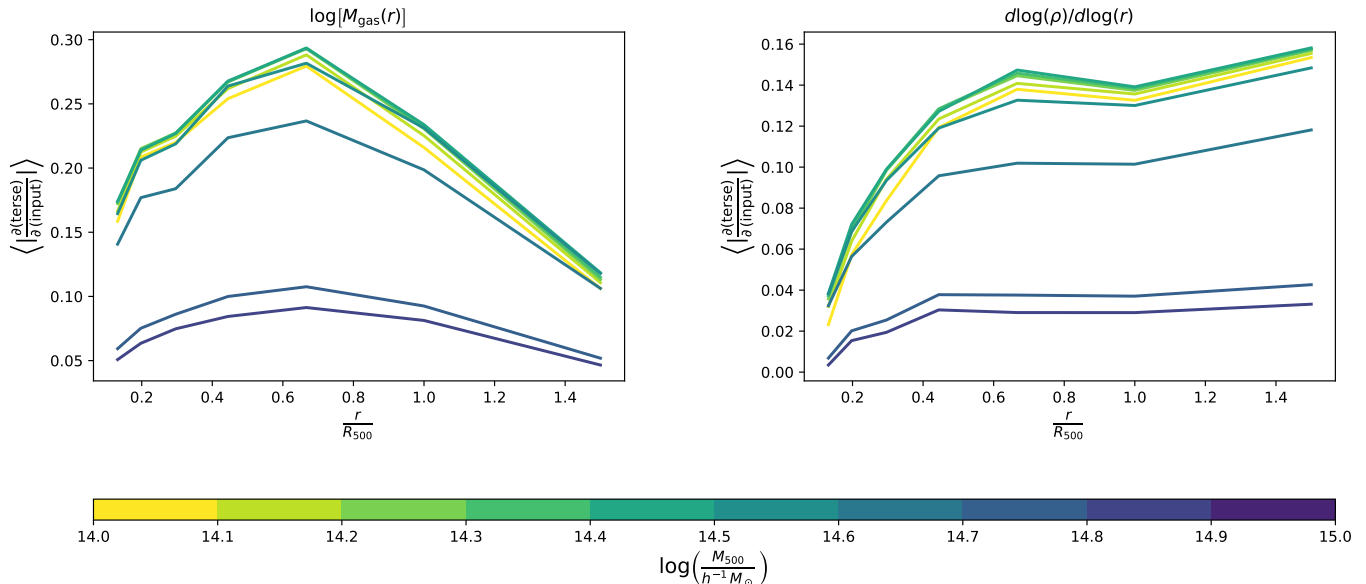 log[M_gas(r)]
dlog(ρ)/dlog(r)
0.30
0.25
0.20
0.15
0.10
0.05
⟨|∂(terse)/∂(input)|⟩
0.2 0.4 0.6 0.8 1.0 1.2 1.4
r/R_500
0.16
0.14
0.12
0.10
0.08
0.06
0.04
0.02
0.00
⟨|∂(terse)/∂(input)|⟩
0.2 0.4 0.6 0.8 1.0 1.2 1.4
r/R_500
14.0 14.1 14.2 14.3 14.4 14.5 14.6 14.7 14.8 14.9 15.0
log(M_500/h⁻¹M_⊙)